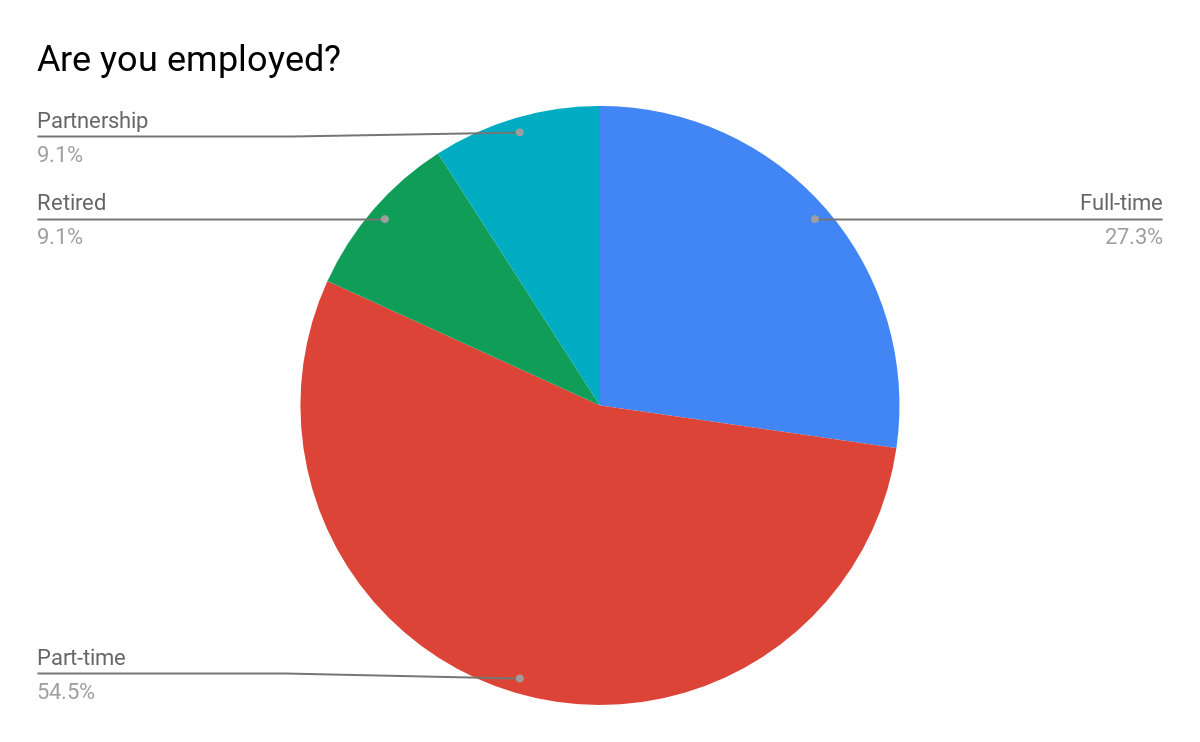 Are you employed?
Partnership
9.1%
Retired
9.1%
Full-time
27.3%
Part-time
54.5%